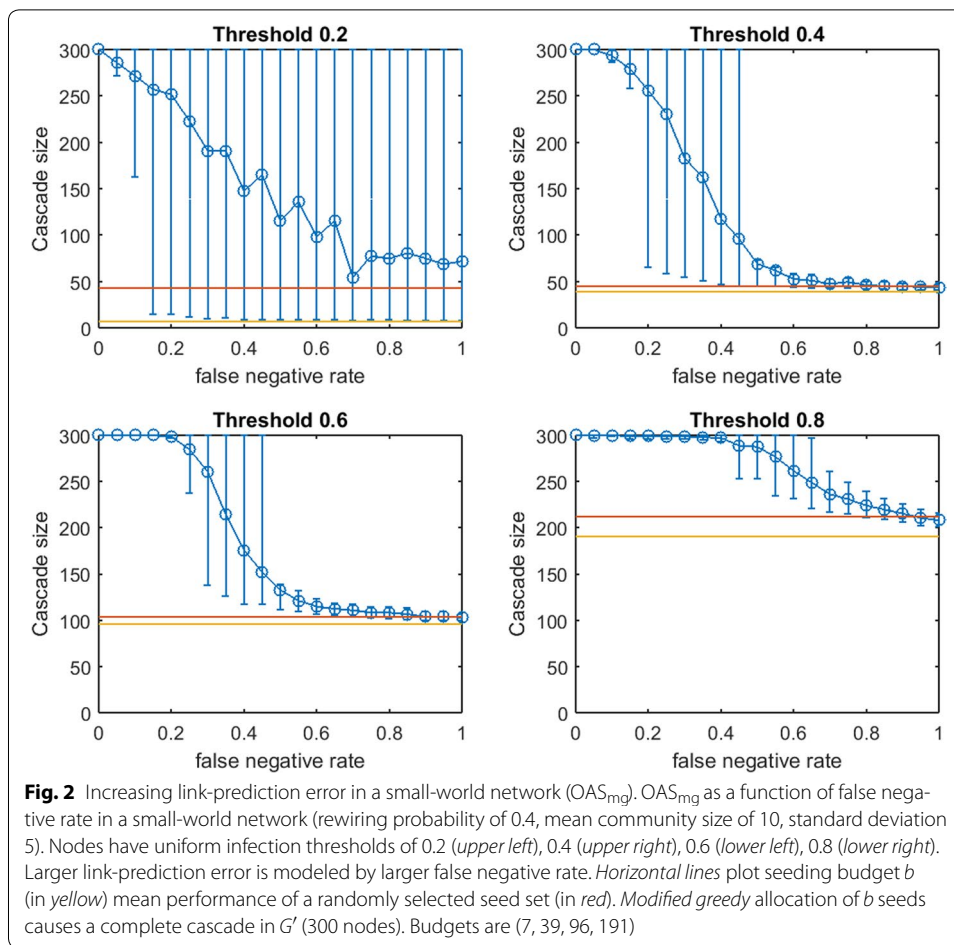 Threshold 0.2
300
250
200
150
100
50
0
Cascade size
0 0.2 0.4 0.6 0.8 1
false negative rate
Threshold 0.4
300
250
200
150
100
50
0
Cascade size
0 0.2 0.4 0.6 0.8 1
false negative rate
Threshold 0.6
300
250
200
150
100
50
0
Cascade size
0 0.2 0.4 0.6 0.8 1
false negative rate
Threshold 0.8
300
250
200
150
100
50
0
Cascade size
0 0.2 0.4 0.6 0.8 1
false negative rate
Fig. 2 Increasing link-prediction error in a small-world network (OASmg). OASmg as a function of false nega-
tive rate in a small-world network (rewiring probability of 0.4, mean community size of 10, standard deviation
5). Nodes have uniform infection thresholds of 0.2 (upper left), 0.4 (upper right), 0.6 (lower left), 0.8 (lower right).
Larger link-prediction error is modeled by larger false negative rate. Horizontal lines plot seeding budget b
(in yellow) mean performance of a randomly selected seed set (in red). Modified greedy allocation of b seeds
causes a complete cascade in G′ (300 nodes). Budgets are (7, 39, 96, 191)